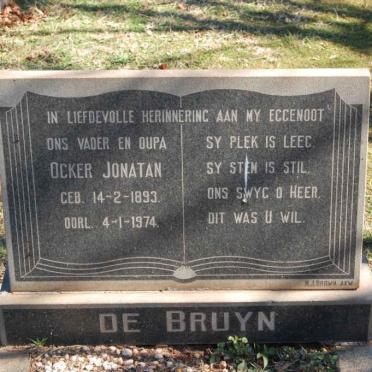 IN LIEFDEVOLLE HERINNERING AAN MY EGGENOOT
ONS VADER EN OUPA
OCKER JONATAN
GEB. 14-2-1893.
OORL. 4-1-1974.
SY PLEK IS LEEG.
SY STEM IS STIL,
ONS SWYG O HEER,
DIT WAS U WIL.
DE BRUYN